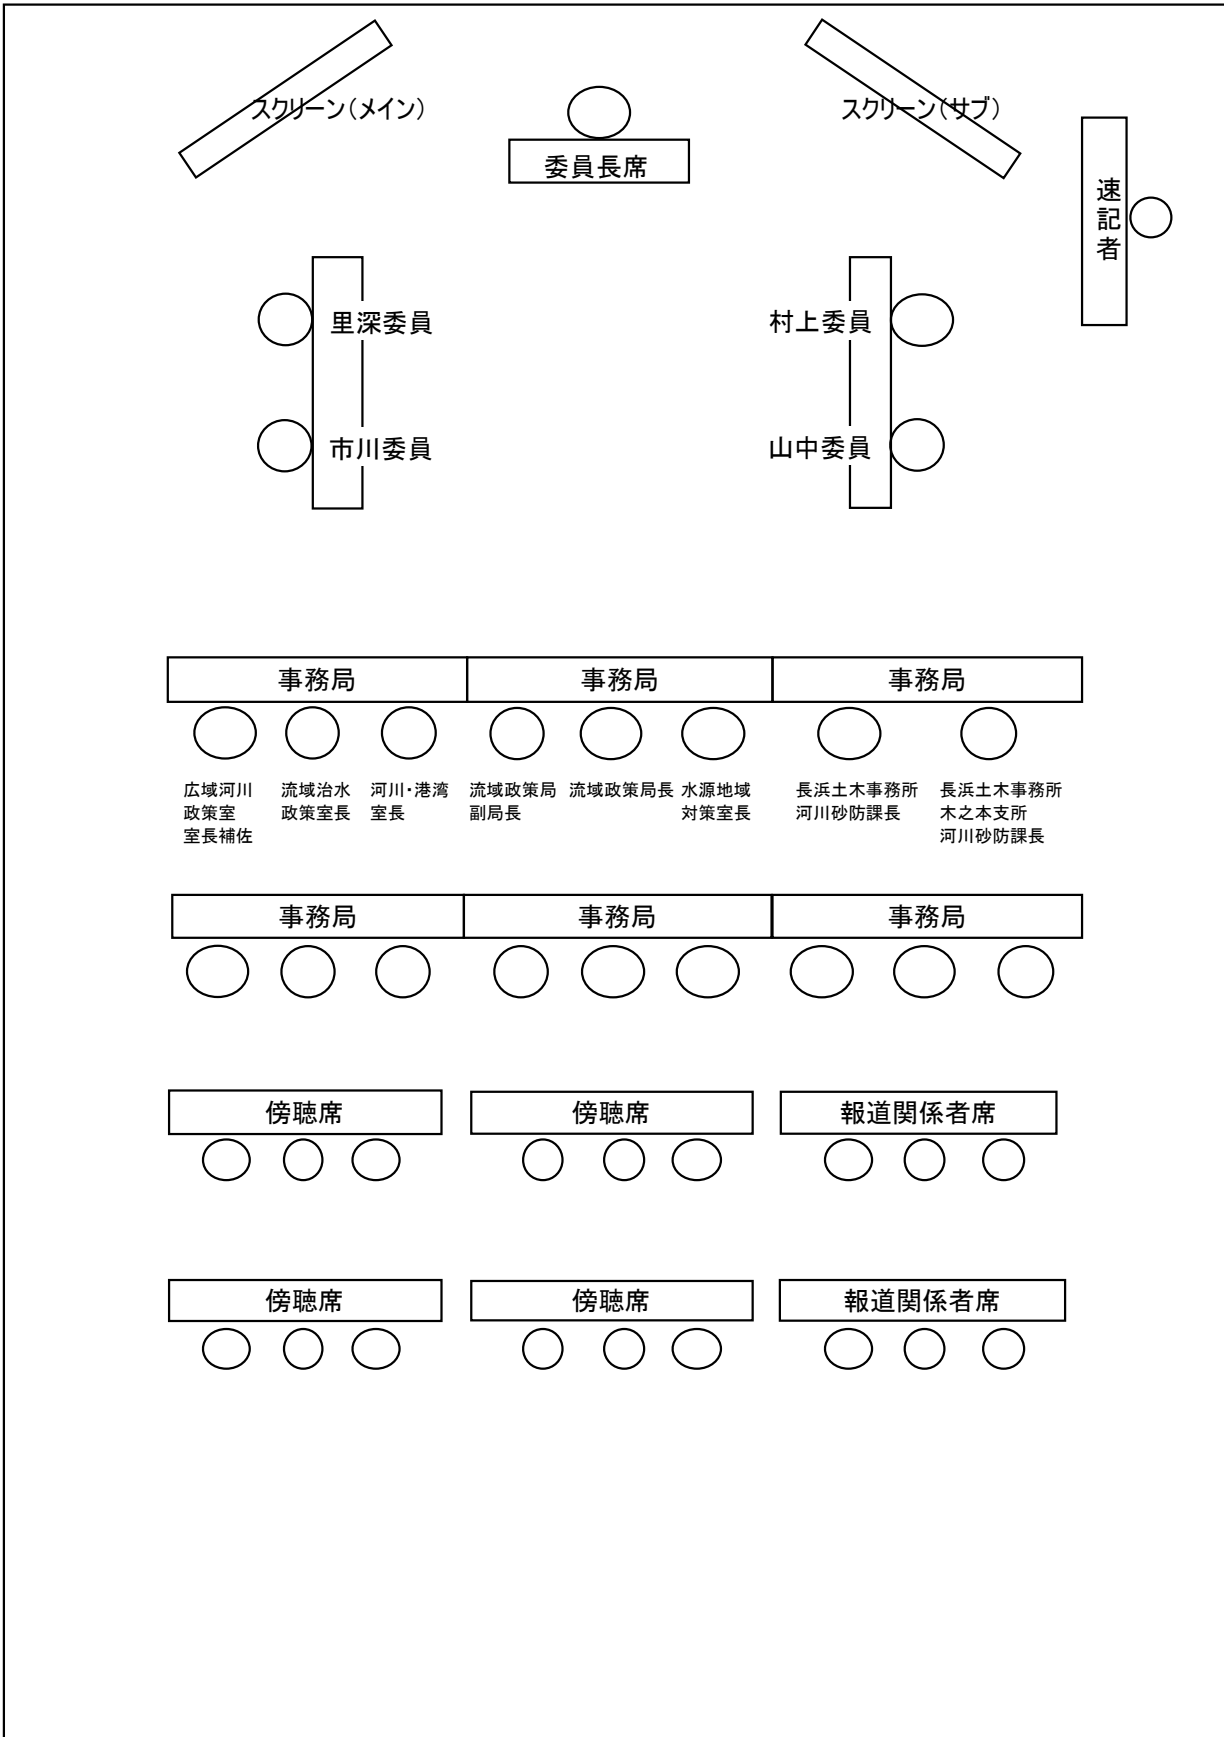 スクリーン(メイン)
スクリーン(サブ)
委員長席
速記者
里深委員
村上委員
市川委員
山中委員
事務局
事務局
事務局
広域河川
政策室
室長補佐
流域治水
政策室長
河川・港湾
室長
流域政策局
副局長
流域政策局長
水源地域
対策室長
長浜土木事務所
河川砂防課長
長浜土木事務所
木之本支所
河川砂防課長
事務局
事務局
事務局
傍聴席
傍聴席
報道関係者席
傍聴席
傍聴席
報道関係者席